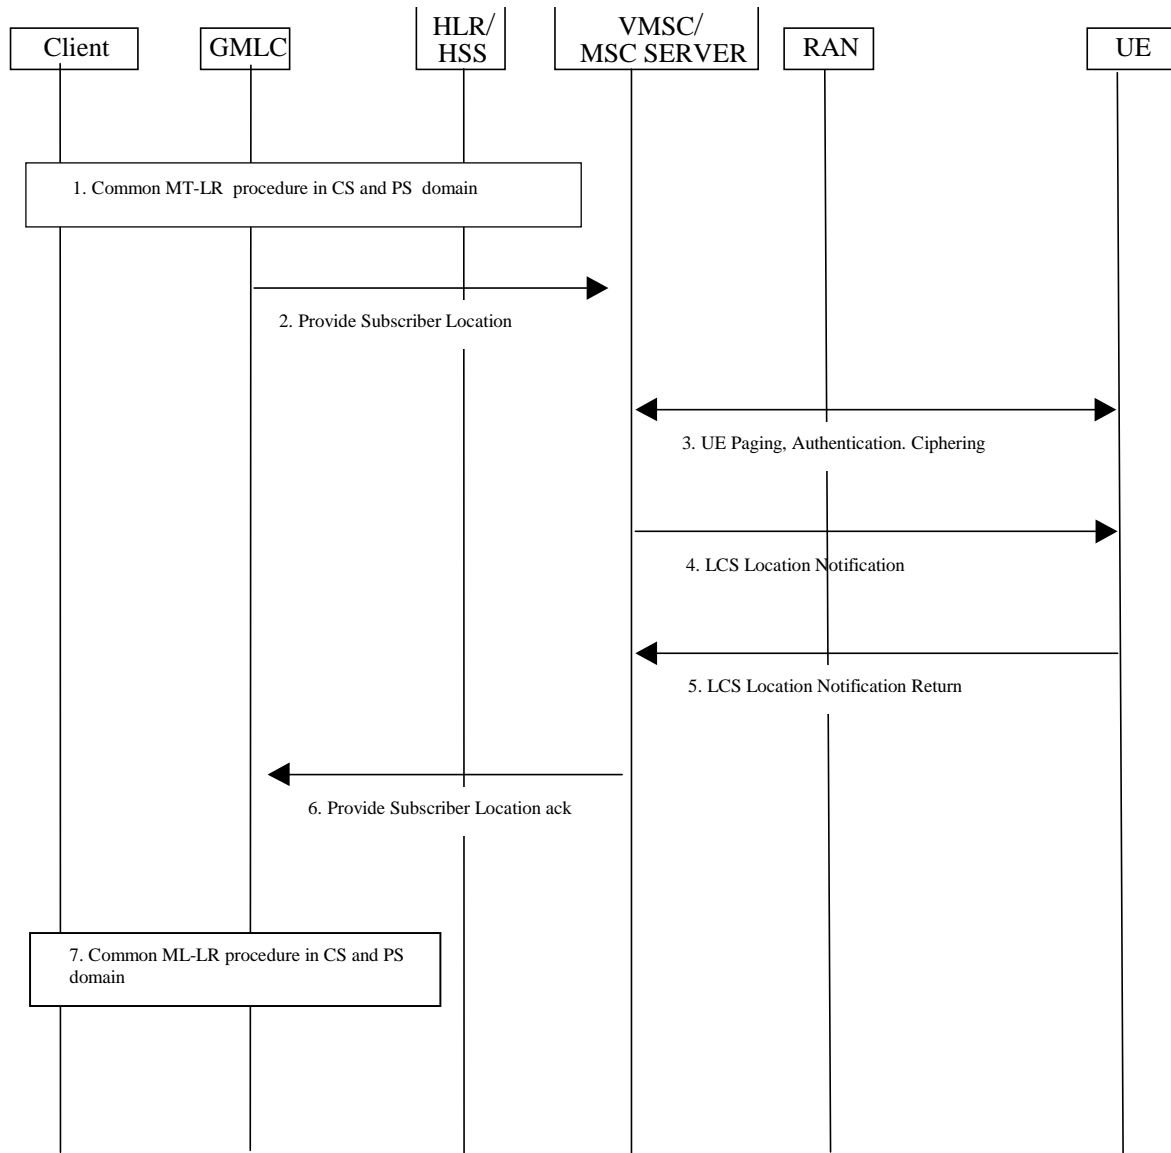 Client
GMLC
HLR/
HSS
VMSC/
MSC SERVER
RAN
UE
1. Common MT-LR procedure in CS and PS domain
2. Provide Subscriber Location
3. UE Paging, Authentication. Ciphering
4. LCS Location Notification
5. LCS Location Notification Return
6. Provide Subscriber Location ack
7. Common ML-LR procedure in CS and PS
domain